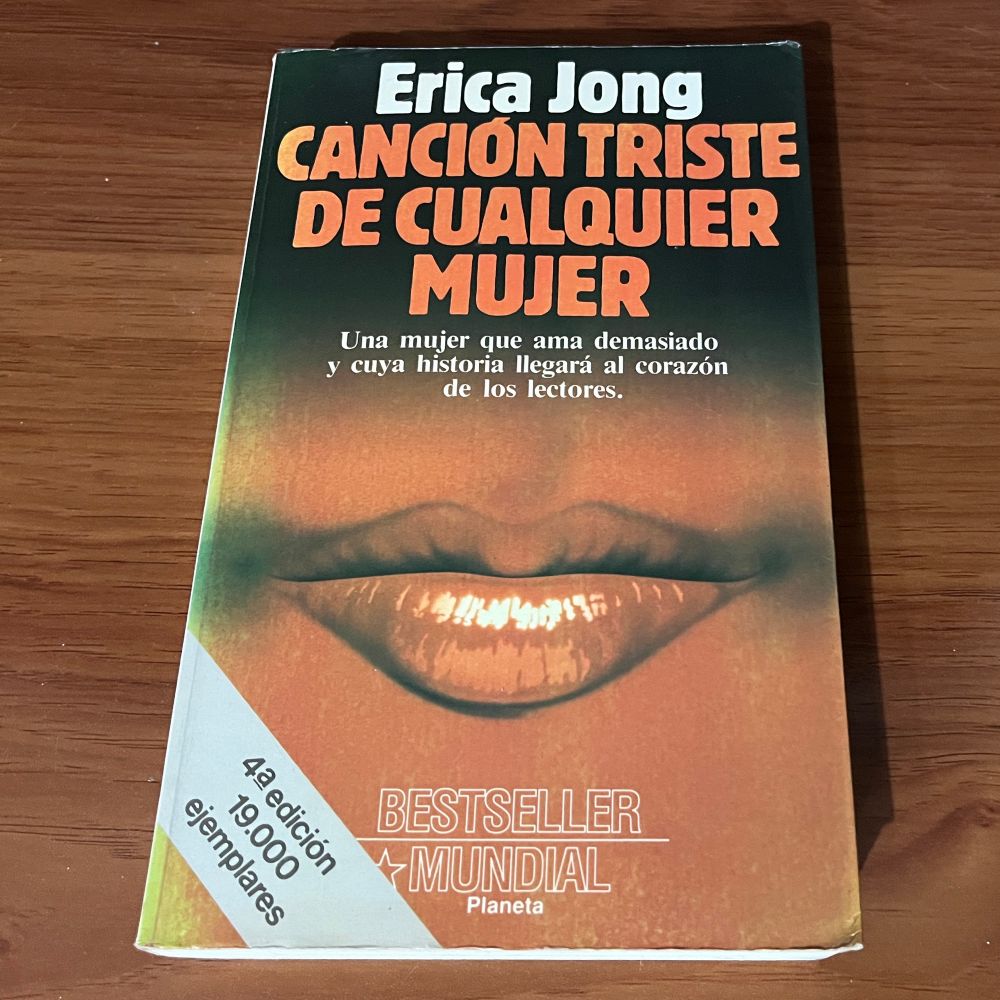 Erica Jong
CANCIÓN TRISTE
DE CUALQUIER
MUJER
Una mujer que ama demasiado
y cuya historia llegará al corazón
de los lectores.
4ª edición
19.000
ejemplares
BESTSELLER
MUNDIAL
Planeta